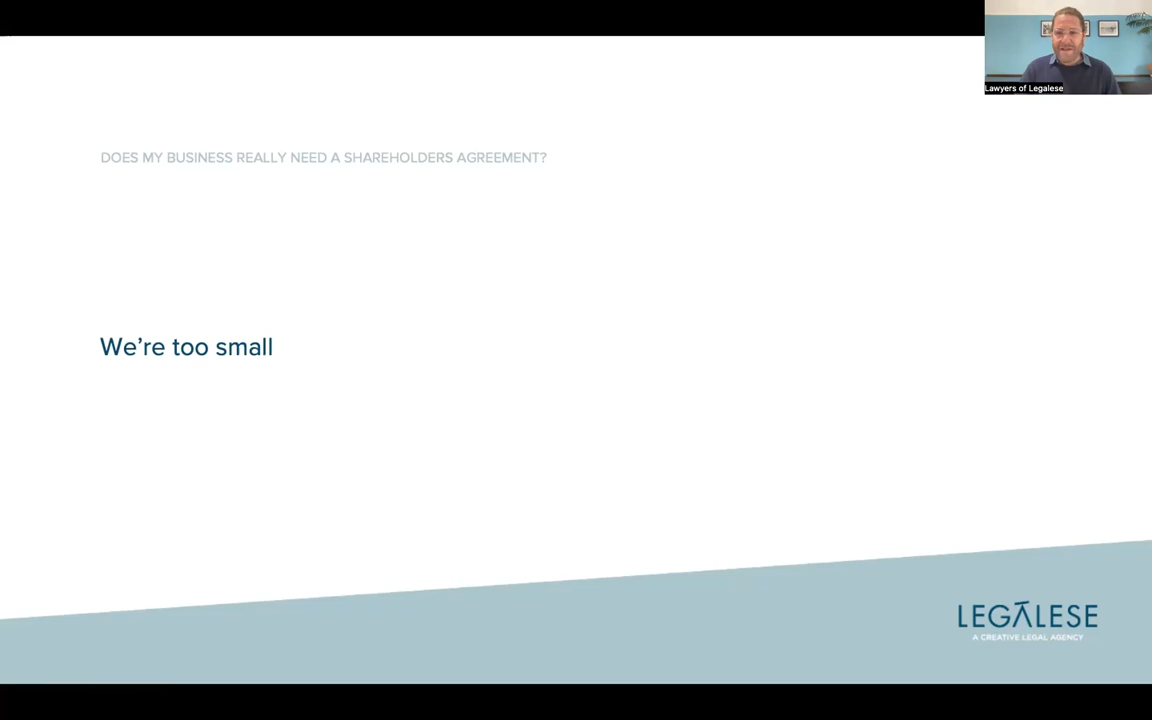 Lawyers of Legalese
DOES MY BUSINESS REALLY NEED A SHAREHOLDERS AGREEMENT?
We’re too small
LEGALESE
A CREATIVE LEGAL AGENCY